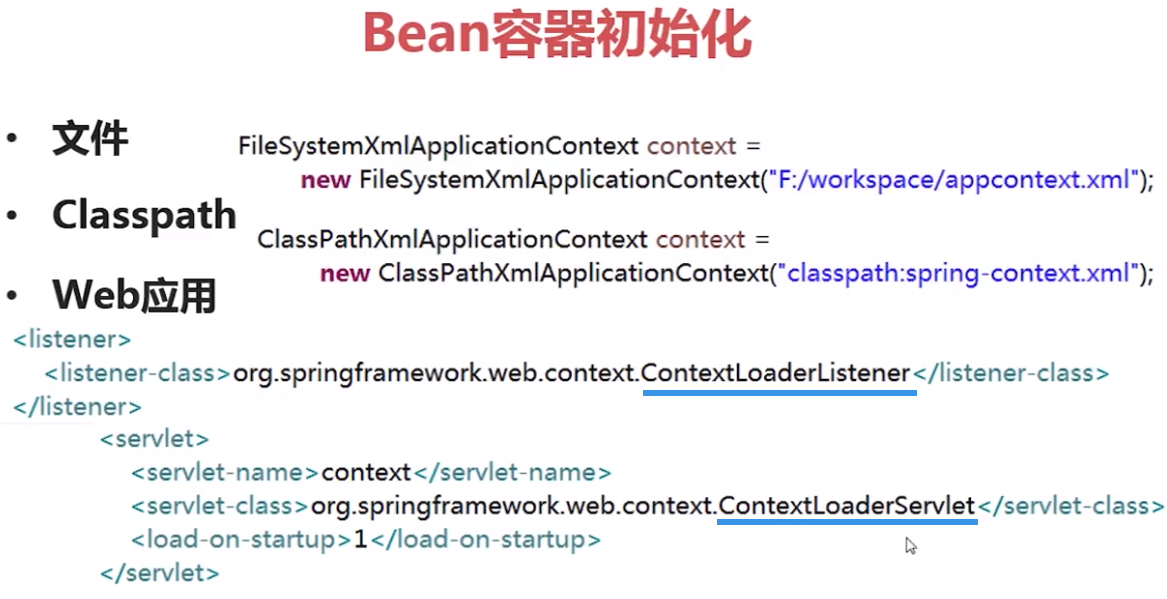 Bean容器初始化
• 文件
FileSystemXmlApplicationContext context =
new FileSystemXmlApplicationContext("F:/workspace/appcontext.xml");
• Classpath
ClassPathXmlApplicationContext context =
new ClassPathXmlApplicationContext("classpath:spring-context.xml");
• Web应用
<listener>
<listener-class>org.springframework.web.context.ContextLoaderListener</listener-class>
</listener>
<servlet>
<servlet-name>context</servlet-name>
<servlet-class>org.springframework.web.context.ContextLoaderServlet</servlet-class>
<load-on-startup>1</load-on-startup>
</servlet>